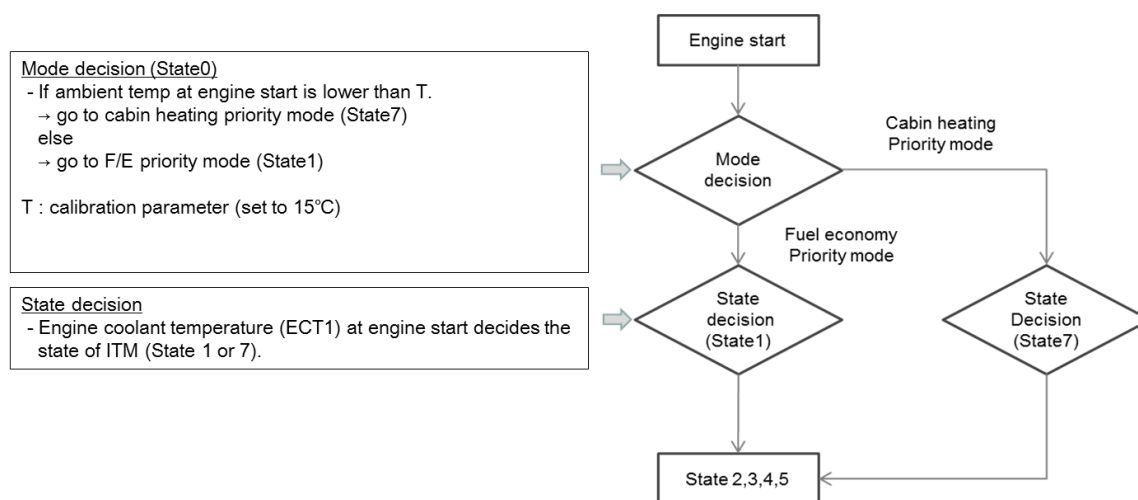 Engine start
Mode decision (State0)
- If ambient temp at engine start is lower than T.
→ go to cabin heating priority mode (State7)
else
→ go to F/E priority mode (State1)
T : calibration parameter (set to 15℃)
Cabin heating
Priority mode
Mode
decision
Fuel economy
Priority mode
State decision
- Engine coolant temperature (ECT1) at engine start decides the
state of ITM (State 1 or 7).
State
decision
(State1)
State
Decision
(State7)
State 2,3,4,5